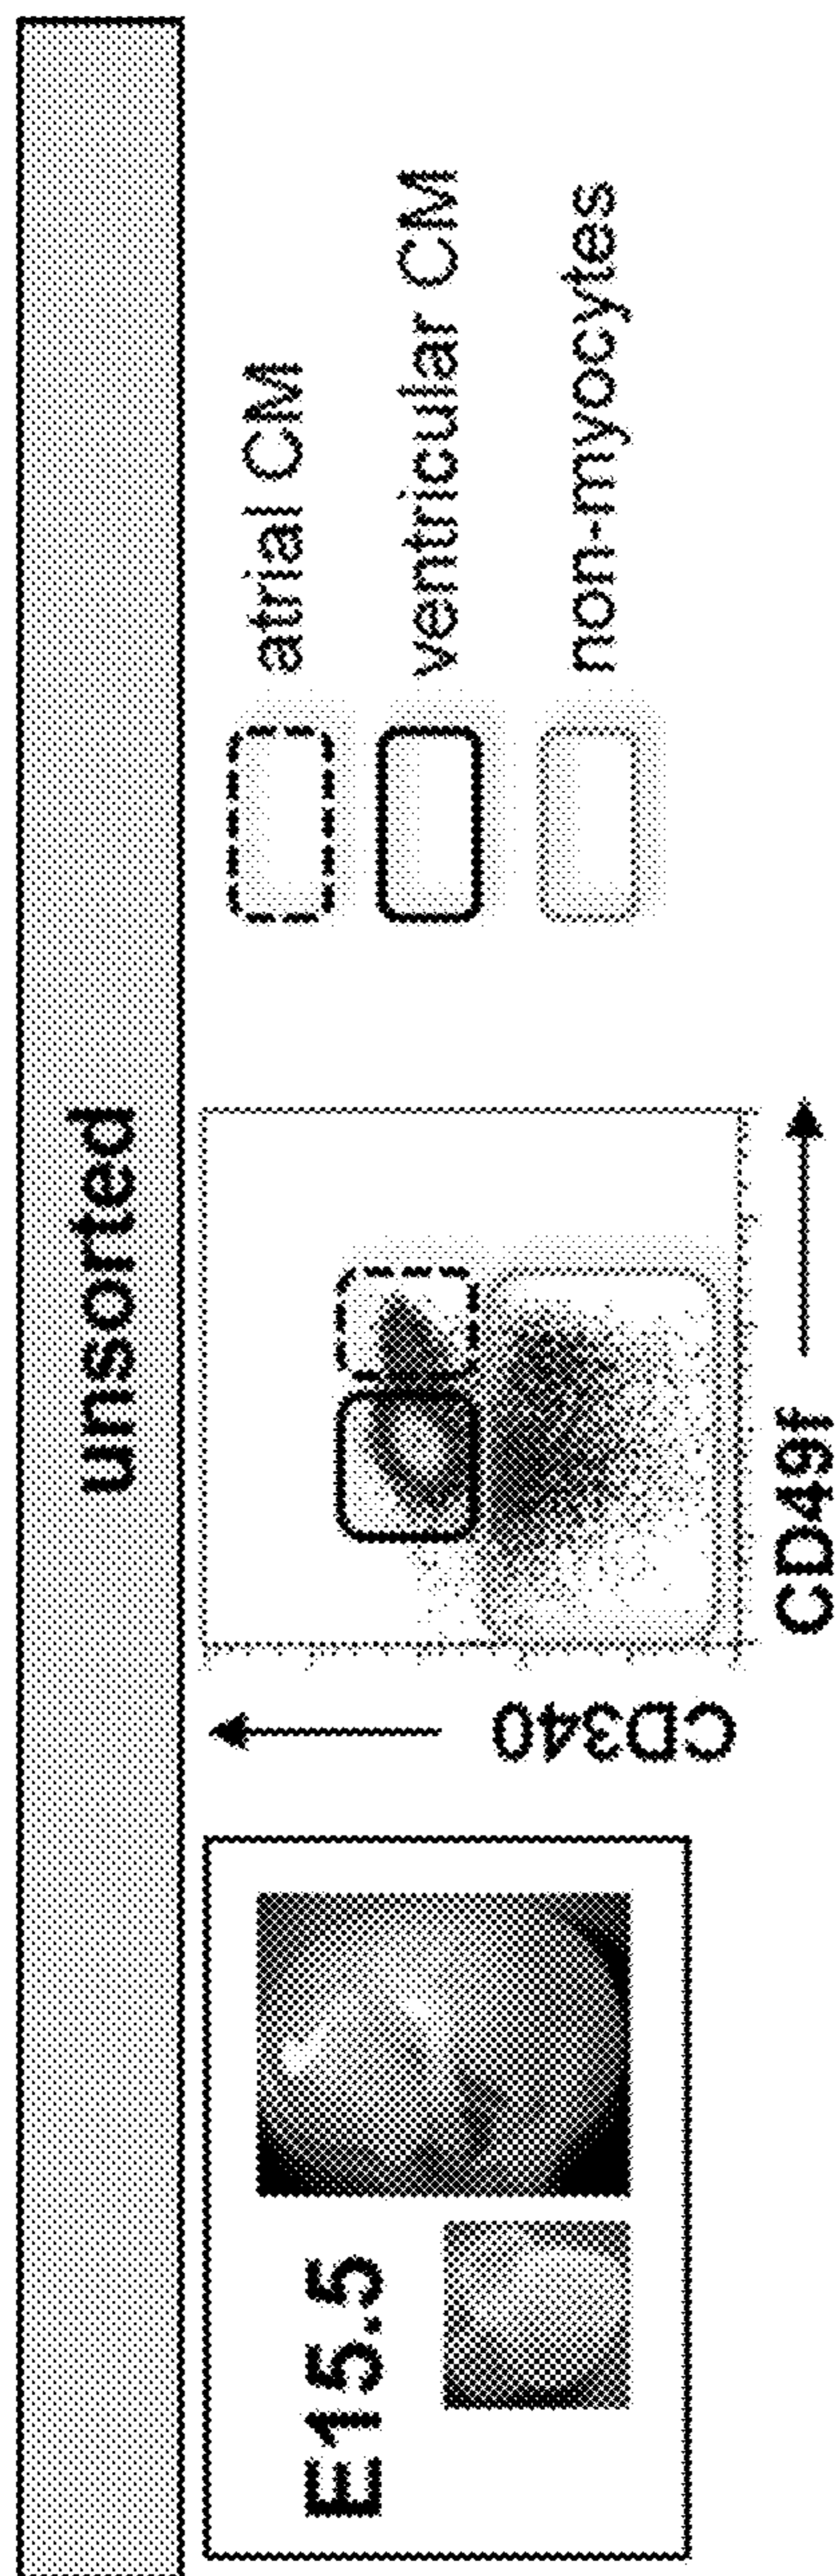 unsorted
E15.5
CD340
CD49f
atrial CM
ventricular CM
non-myocytes